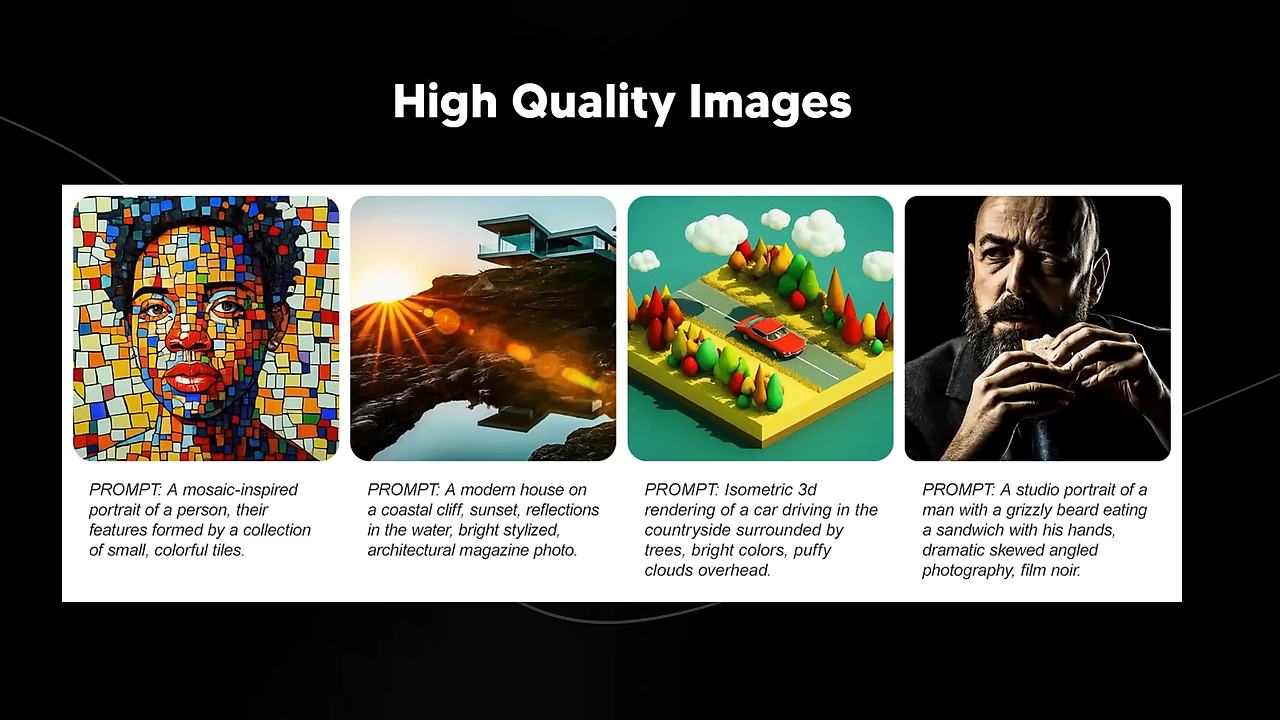 High Quality Images
PROMPT: A mosaic-inspired
portrait of a person, their
features formed by a collection
of small, colorful tiles.
PROMPT: A modern house on
a coastal cliff, sunset, reflections
in the water, bright stylized,
architectural magazine photo.
PROMPT: Isometric 3d
rendering of a car driving in the
countryside surrounded by
trees, bright colors, puffy
clouds overhead.
PROMPT: A studio portrait of a
man with a grizzly beard eating
a sandwich with his hands,
dramatic skewed angled
photography, film noir.